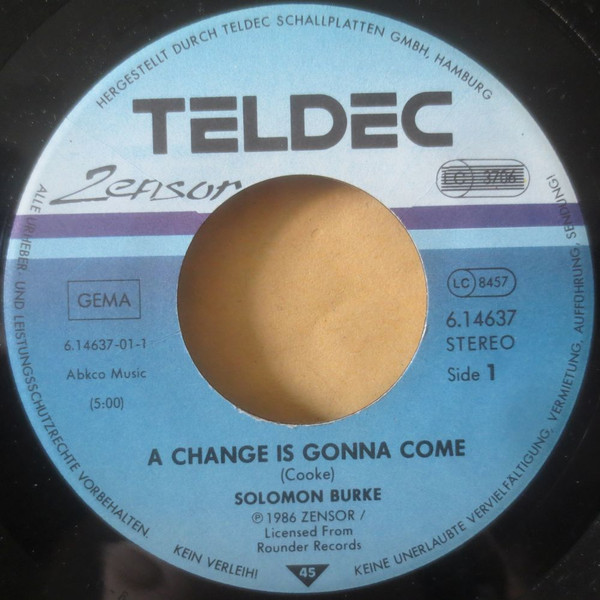 HERGESTELLT DURCH TELDEC SCHALLPLATTEN GMBH, HAMBURG
TELDEC
Zensor
LC 3706
GEMA
6.14637-01-1
Abkco Music
(5:00)
LC 8457
6.14637
STEREO
Side 1
A CHANGE IS GONNA COME
(Cooke)
SOLOMON BURKE
℗ 1986 ZENSOR /
Licensed From
Rounder Records
45
ALLE URHEBER- UND LEISTUNGSSCHUTZRECHTE VORBEHALTEN.
KEIN VERLEIH!
KEINE UNERLAUBTE VERVIELFÄLTIGUNG, VERMIETUNG, AUFFÜHRUNG, SENDUNG!